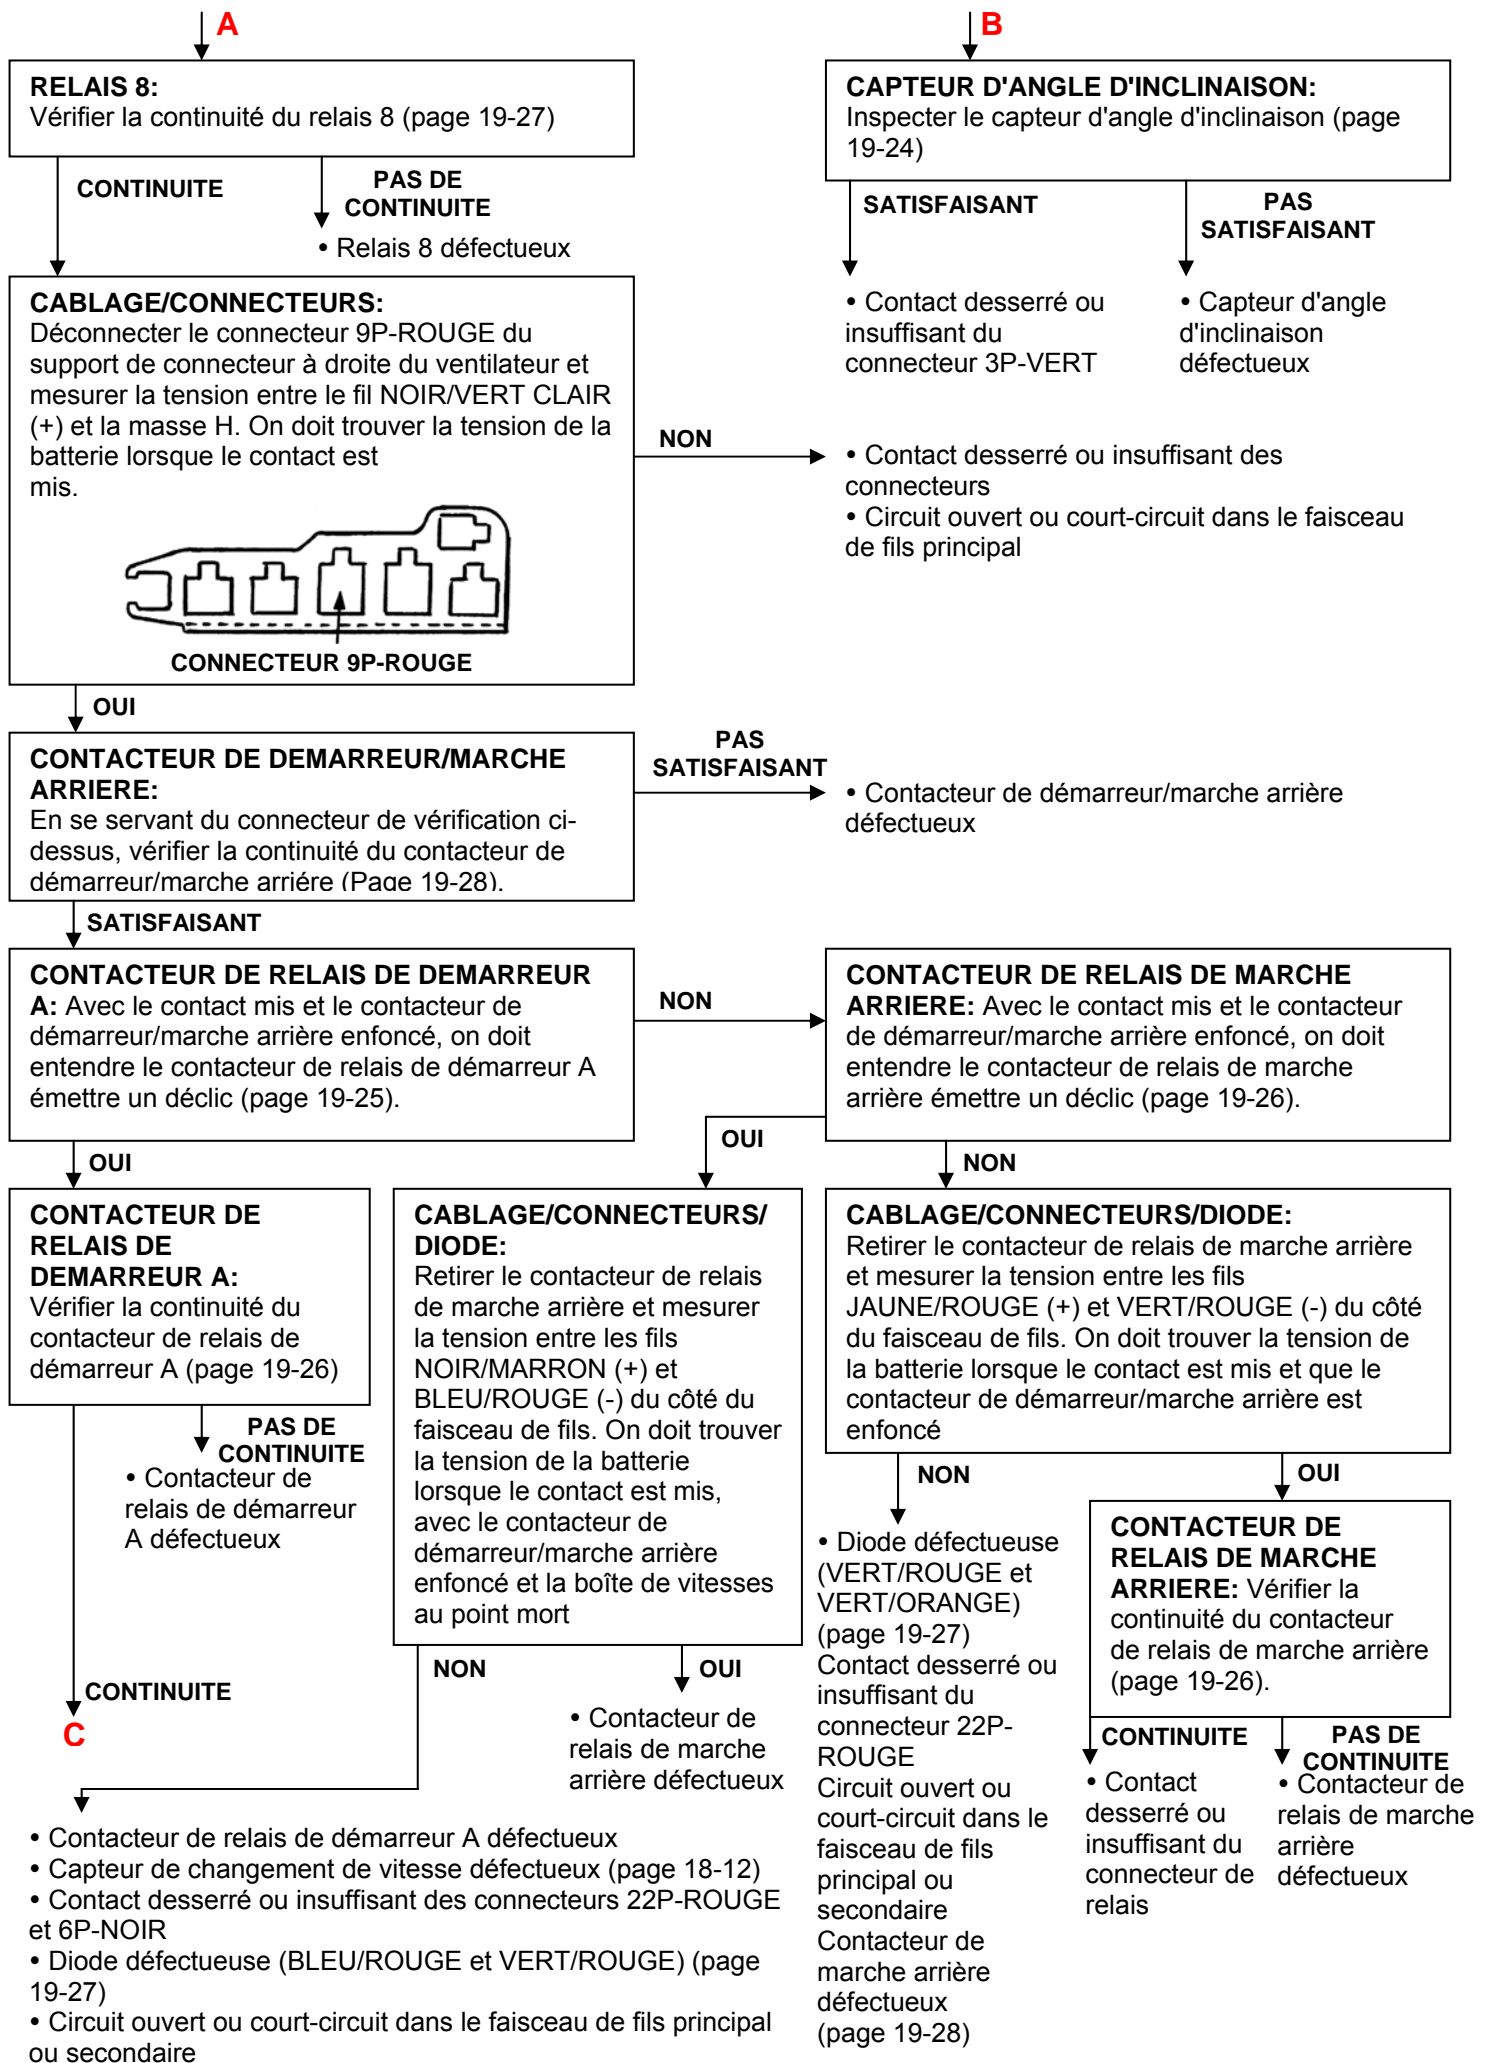 A
B
RELAIS 8:
Vérifier la continuité du relais 8 (page 19-27)
CAPTEUR D'ANGLE D'INCLINAISON:
Inspecter le capteur d'angle d'inclinaison (page
19-24)
CONTINUITE
PAS DE
CONTINUITE
• Relais 8 défectueux
SATISFAISANT
PAS
SATISFAISANT
• Contact desserré ou
insuffisant du
connecteur 3P-VERT
• Capteur d'angle
d'inclinaison
défectueux
CABLAGE/CONNECTEURS:
Déconnecter le connecteur 9P-ROUGE du
support de connecteur à droite du ventilateur et
mesurer la tension entre le fil NOIR/VERT CLAIR
(+) et la masse H. On doit trouver la tension de la
batterie lorsque le contact est
mis.
CONNECTEUR 9P-ROUGE
NON
• Contact desserré ou insuffisant des
connecteurs
• Circuit ouvert ou court-circuit dans le faisceau
de fils principal
OUI
CONTACTEUR DE DEMARREUR/MARCHE
ARRIERE:
En se servant du connecteur de vérification ci-
dessus, vérifier la continuité du contacteur de
démarreur/marche arriére (Page 19-28).
PAS
SATISFAISANT
• Contacteur de démarreur/marche arrière
défectueux
SATISFAISANT
CONTACTEUR DE RELAIS DE DEMARREUR
A: Avec le contact mis et le contacteur de
démarreur/marche arrière enfoncé, on doit
entendre le contacteur de relais de démarreur A
émettre un déclic (page 19-25).
NON
CONTACTEUR DE RELAIS DE MARCHE
ARRIERE: Avec le contact mis et le contacteur
de démarreur/marche arrière enfoncé, on doit
entendre le contacteur de relais de marche
arrière émettre un déclic (page 19-26).
OUI
OUI
NON
CONTACTEUR DE
RELAIS DE
DEMARREUR A:
Vérifier la continuité du
contacteur de relais de
démarreur A (page 19-26)
PAS DE
CONTINUITE
• Contacteur de
relais de démarreur
A défectueux
CONTINUITE
C
CABLAGE/CONNECTEURS/
DIODE:
Retirer le contacteur de relais
de marche arrière et mesurer
la tension entre les fils
NOIR/MARRON (+) et
BLEU/ROUGE (-) du côté du
faisceau de fils. On doit trouver
la tension de la batterie
lorsque le contact est mis,
avec le contacteur de
démarreur/marche arrière
enfoncé et la boîte de vitesses
au point mort
NON
OUI
• Contacteur de
relais de marche
arrière défectueux
• Contacteur de relais de démarreur A défectueux
• Capteur de changement de vitesse défectueux (page 18-12)
• Contact desserré ou insuffisant des connecteurs 22P-ROUGE
et 6P-NOIR
• Diode défectueuse (BLEU/ROUGE et VERT/ROUGE) (page
19-27)
• Circuit ouvert ou court-circuit dans le faisceau de fils principal
ou secondaire
CABLAGE/CONNECTEURS/DIODE:
Retirer le contacteur de relais de marche arrière
et mesurer la tension entre les fils
JAUNE/ROUGE (+) et VERT/ROUGE (-) du côté
du faisceau de fils. On doit trouver la tension de
la batterie lorsque le contact est mis et que le
contacteur de démarreur/marche arrière est
enfoncé
NON
OUI
• Diode défectueuse
(VERT/ROUGE et
VERT/ORANGE)
(page 19-27)
Contact desserré ou
insuffisant du
connecteur 22P-
ROUGE
Circuit ouvert ou
court-circuit dans le
faisceau de fils
principal ou
secondaire
Contacteur de
marche arrière
défectueux
(page 19-28)
CONTACTEUR DE
RELAIS DE MARCHE
ARRIERE: Vérifier la
continuité du contacteur
de relais de marche arrière
(page 19-26).
CONTINUITE
PAS DE
CONTINUITE
• Contact
desserré ou
insuffisant du
connecteur de
relais
• Contacteur de
relais de marche
arrière
défectueux